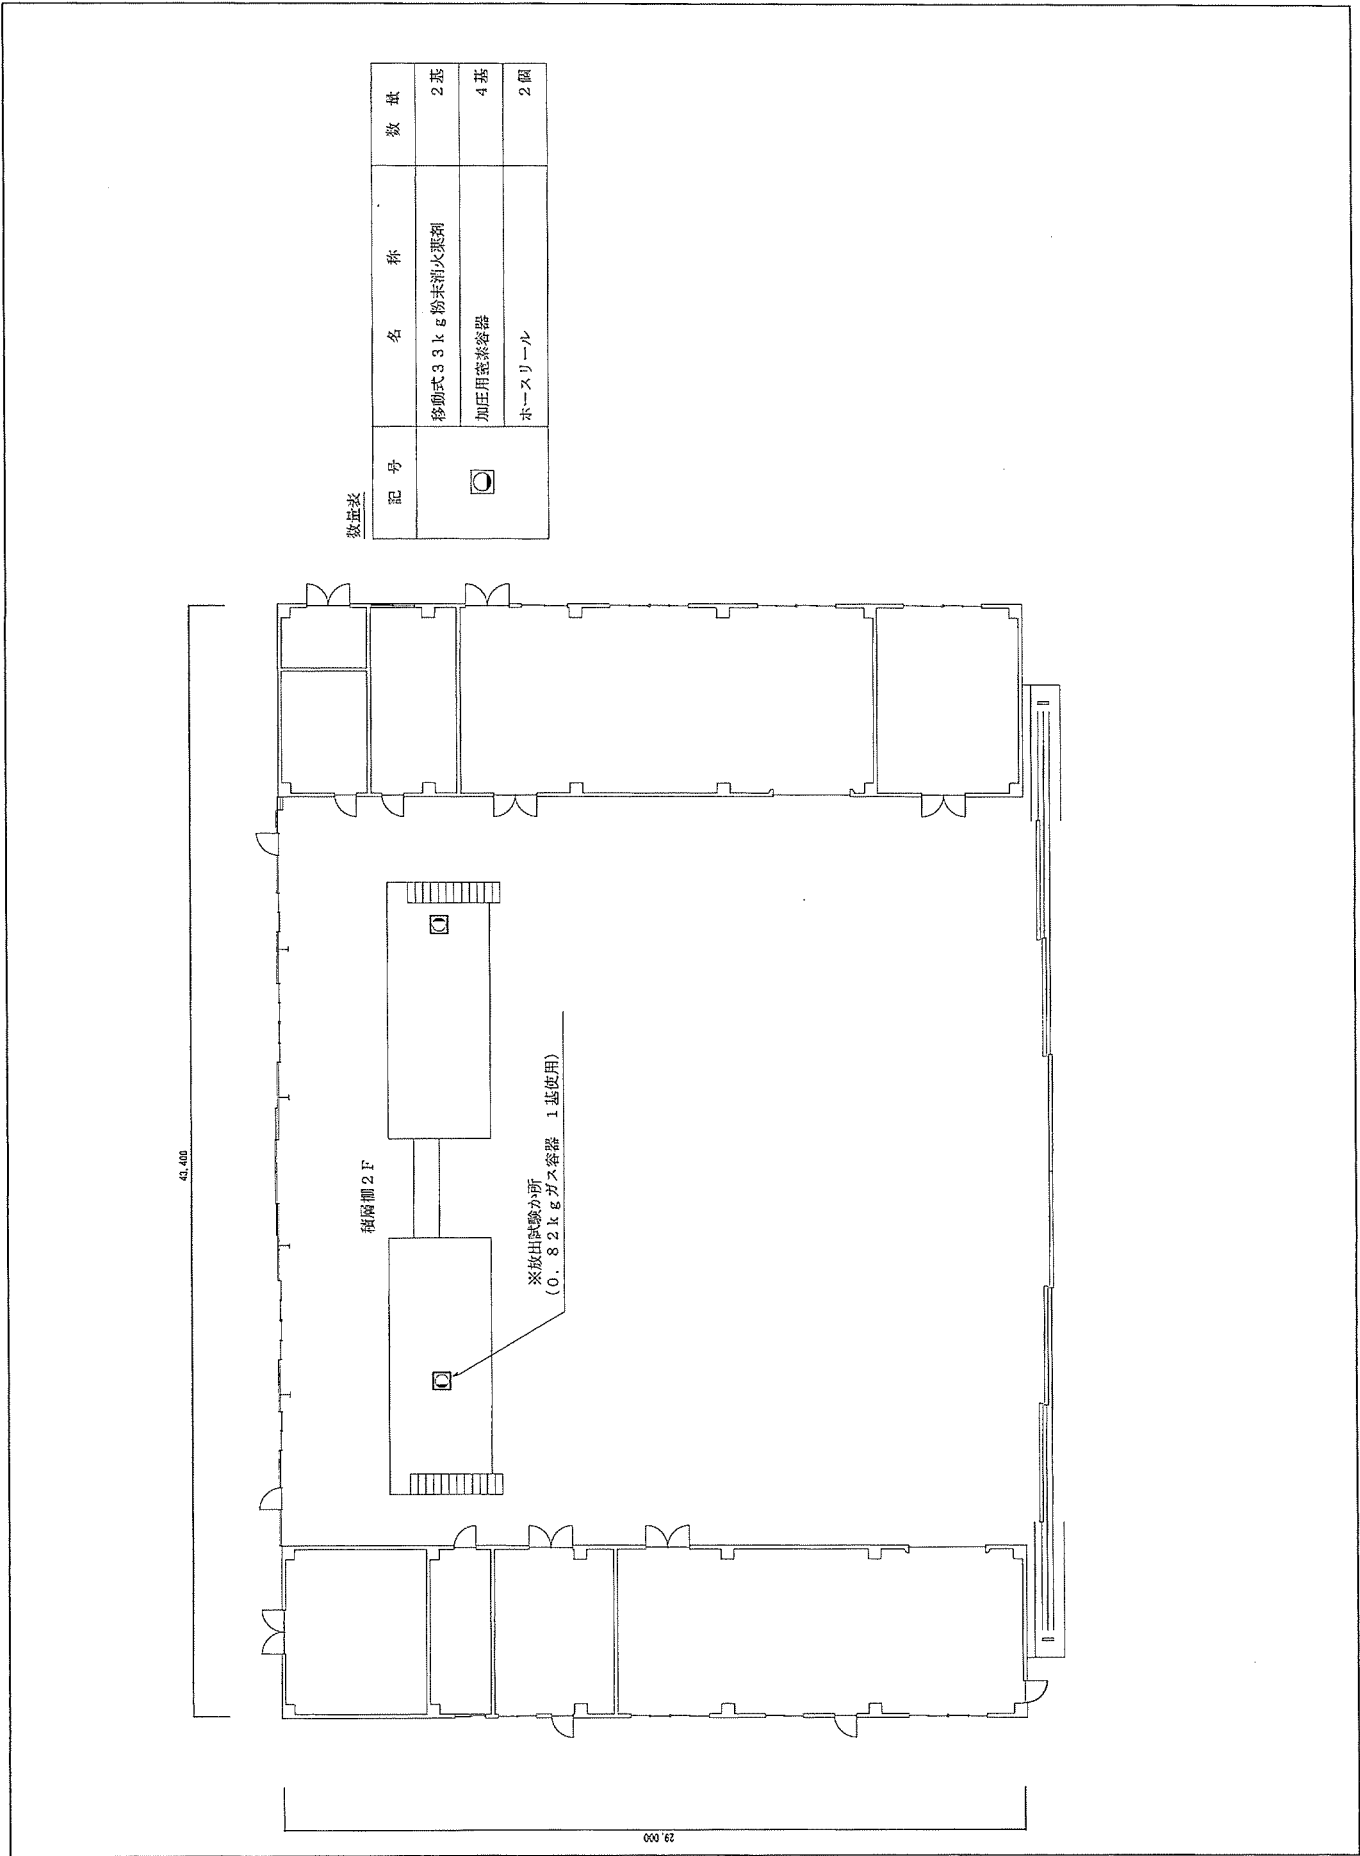 数量表
記 号
名 称
数 量
移動式33kg粉末消火薬剤
2基
加圧用窒素容器
4基
ホースリール
2個
43,400
積層棚2F
※放出試験か所
(0.82kgガス容器 1基使用)
29,000